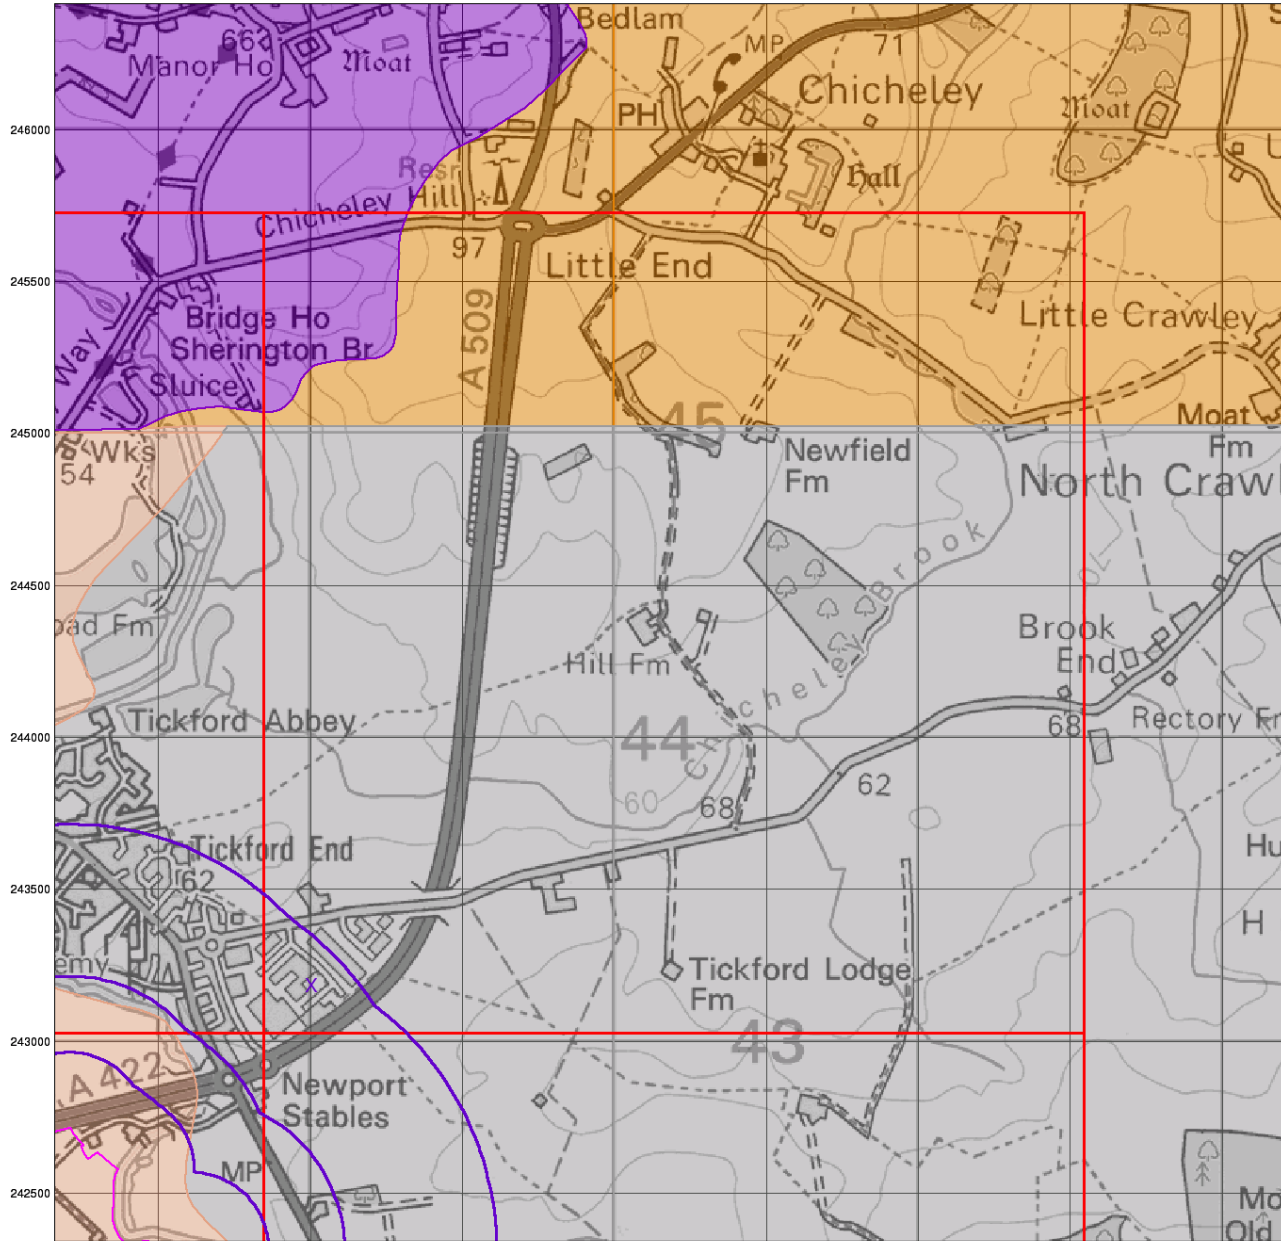 Bedlam
66
Manor Ho
Moat
MP
71
PH
Chicheley
Moat
246000
Resr
Hall
Chicheley Hill
97
Little End
245500
A 509
Bridge Ho
Sherington Br
Little Crawley
Way
Sluice
45
Moat
Fm
245000
Wks
54
Newfield
Fm
North Crawl
Chicheley Brook
244500
70
oad Fm
Brook
End
Hill Fm
Tickford Abbey
44
68
Rectory Fr
244000
62
60
68
Tickford End
Hu
62
243500
H
emy
X
Tickford Lodge
Fm
43
243000
A 422
Newport
Stables
MP
242500
Mo
Old